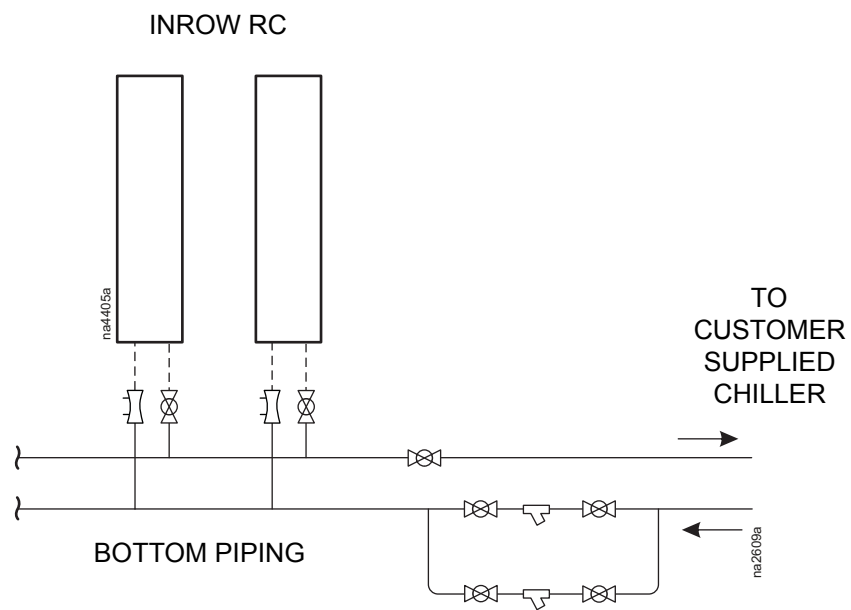 INROW RC
na4405a
TO
CUSTOMER
SUPPLIED
CHILLER
BOTTOM PIPING
na2609a